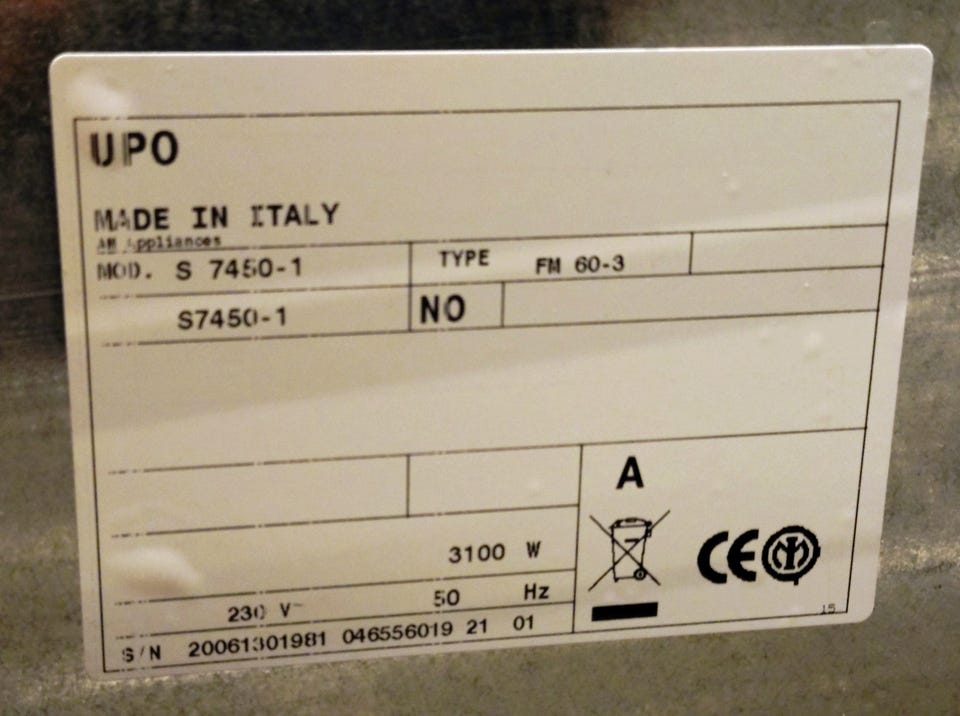 UPO
MADE IN ITALY
AM Appliances
MOD. S 7450-1 TYPE FM 60-3
S7450-1 NO
A
3100 W
CE
230 V~ 50 Hz
15
S/N 20061301981 046556019 21 01